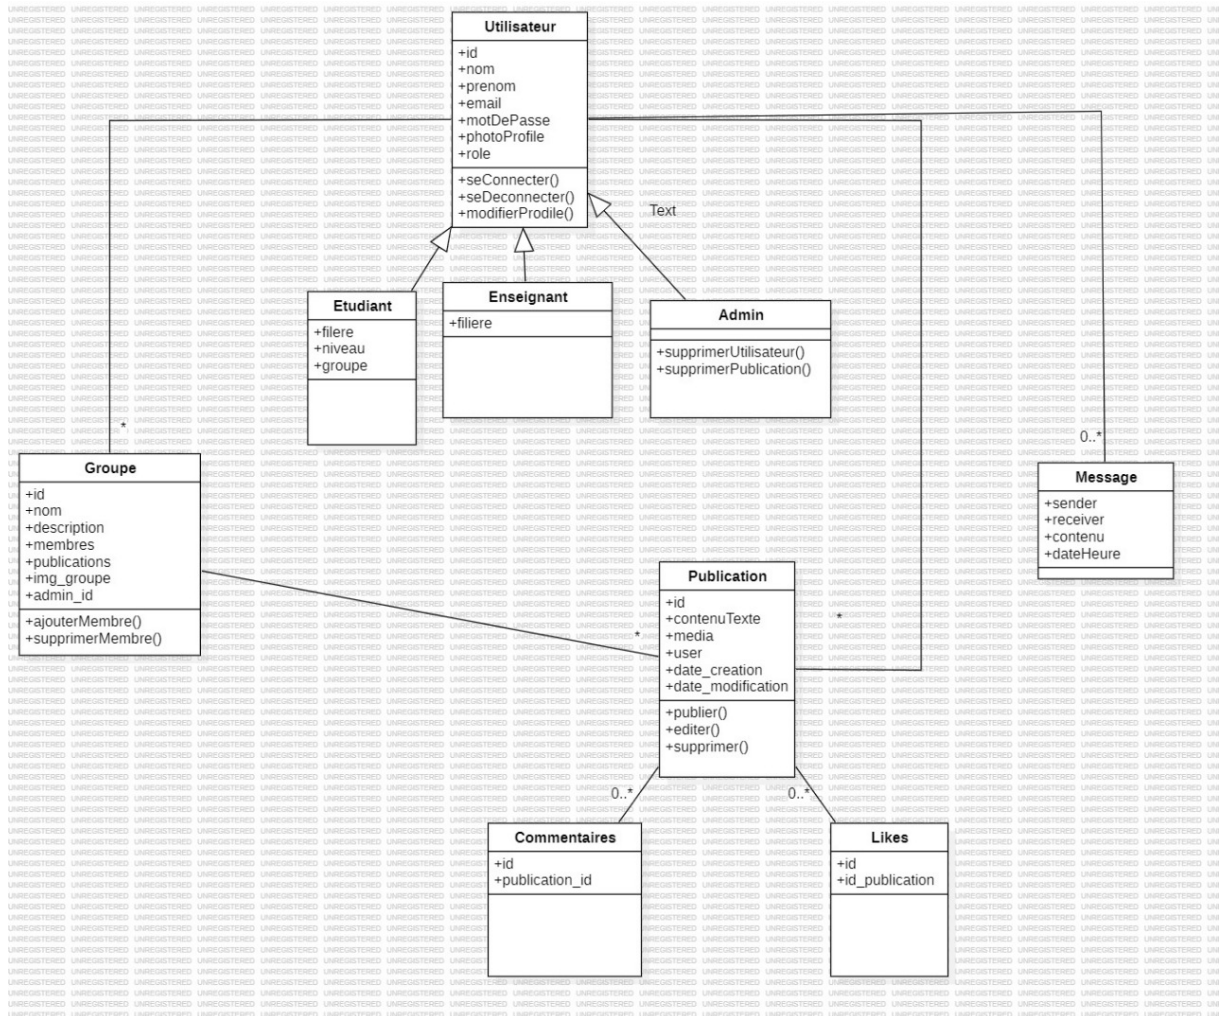 Utilisateur
+id
+nom
+prenom
+email
+motDePasse
+photoProfile
+role
+seConnecter()
+seDeconnecter()
+modifierProdile()
Text
Etudiant
+filere
+niveau
+groupe
Enseignant
+filiere
Admin
+supprimerUtilisateur()
+supprimerPublication()
*
Groupe
+id
+nom
+description
+membres
+publications
+img_groupe
+admin_id
+ajouterMembre()
+supprimerMembre()
0..*
Message
+sender
+receiver
+contenu
+dateHeure
*
*
Publication
+id
+contenuTexte
+media
+user
+date_creation
+date_modification
+publier()
+editer()
+supprimer()
0..*
0..*
Commentaires
+id
+publication_id
Likes
+id
+id_publication
UNREGISTERED